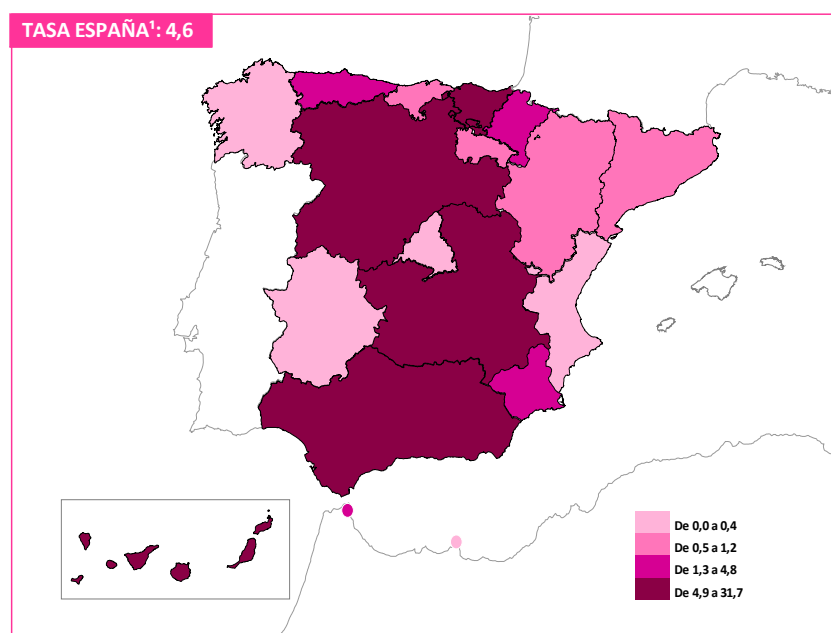 TASA ESPAÑA¹: 4,6
De 0,0 a 0,4
De 0,5 a 1,2
De 1,3 a 4,8
De 4,9 a 31,7